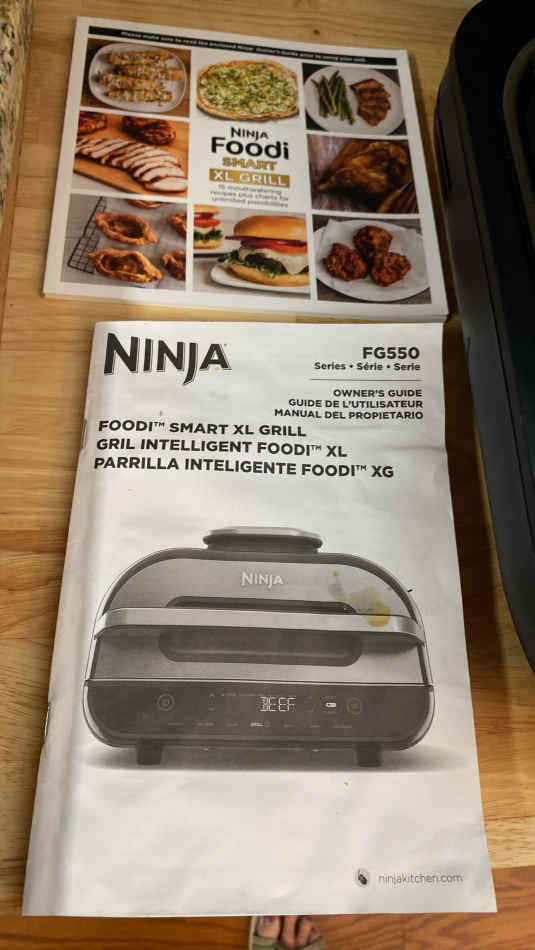 Please make sure to read the enclosed Ninja® Owner's Guide prior to using your unit.
NINJA
Foodi
SMART
XL GRILL
15 mouthwatering
recipes plus charts for
unlimited possibilities
NINJA
FG550
Series • Série • Serie
OWNER'S GUIDE
GUIDE DE L'UTILISATEUR
MANUAL DEL PROPIETARIO
FOODI™ SMART XL GRILL
GRIL INTELLIGENT FOODI™ XL
PARRILLA INTELIGENTE FOODI™ XG
NINJA
BEEF
ninjakitchen.com